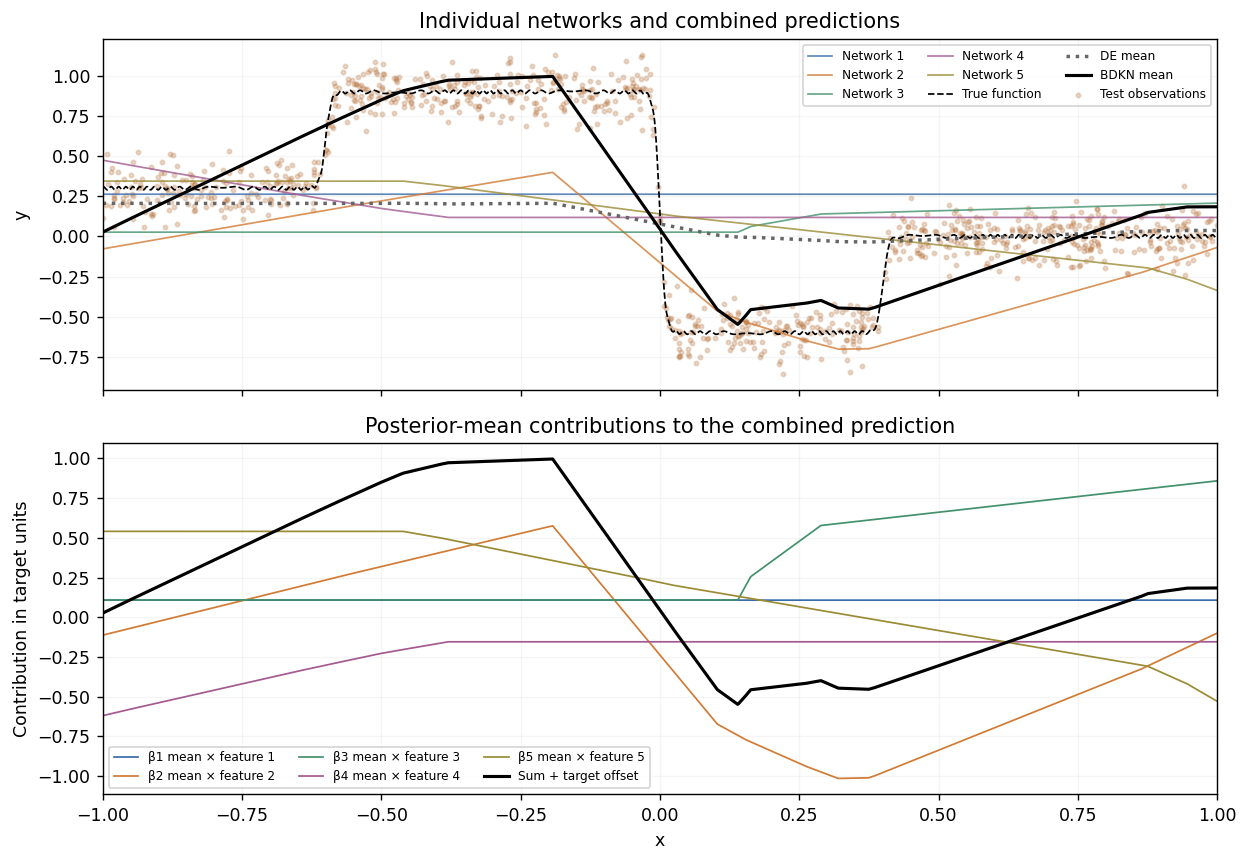 Individual networks and combined predictions
Network 1
Network 2
Network 3
Network 4
Network 5
True function
DE mean
BDKN mean
Test observations
y
1.00
0.75
0.50
0.25
0.00
−0.25
−0.50
−0.75
Posterior-mean contributions to the combined prediction
Contribution in target units
1.00
0.75
0.50
0.25
0.00
−0.25
−0.50
−0.75
−1.00
β1 mean × feature 1
β2 mean × feature 2
β3 mean × feature 3
β4 mean × feature 4
β5 mean × feature 5
Sum + target offset
−1.00 −0.75 −0.50 −0.25 0.00 0.25 0.50 0.75 1.00
x